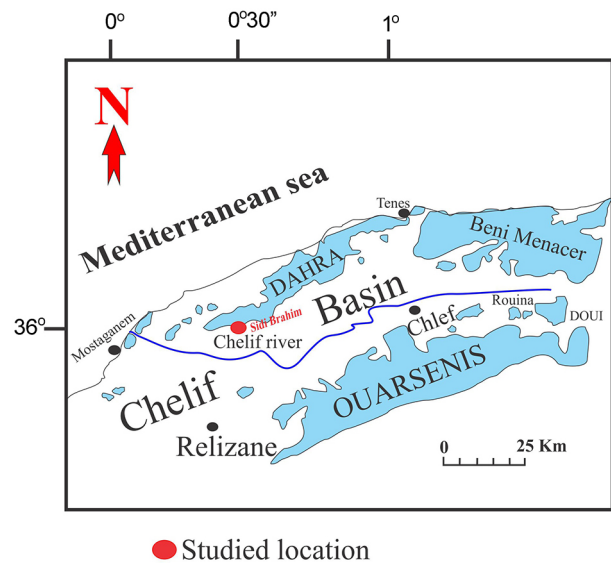 0° 0°30" 1°
N
Mediterranean sea
Tenes
Beni Menacer
DAHRA
Basin
Rouina
36°
Sidi Brahim
Chlef
DOUI
Mostaganem
Chelif river
OUARSENIS
Chelif
Relizane
0 25 Km
Studied location